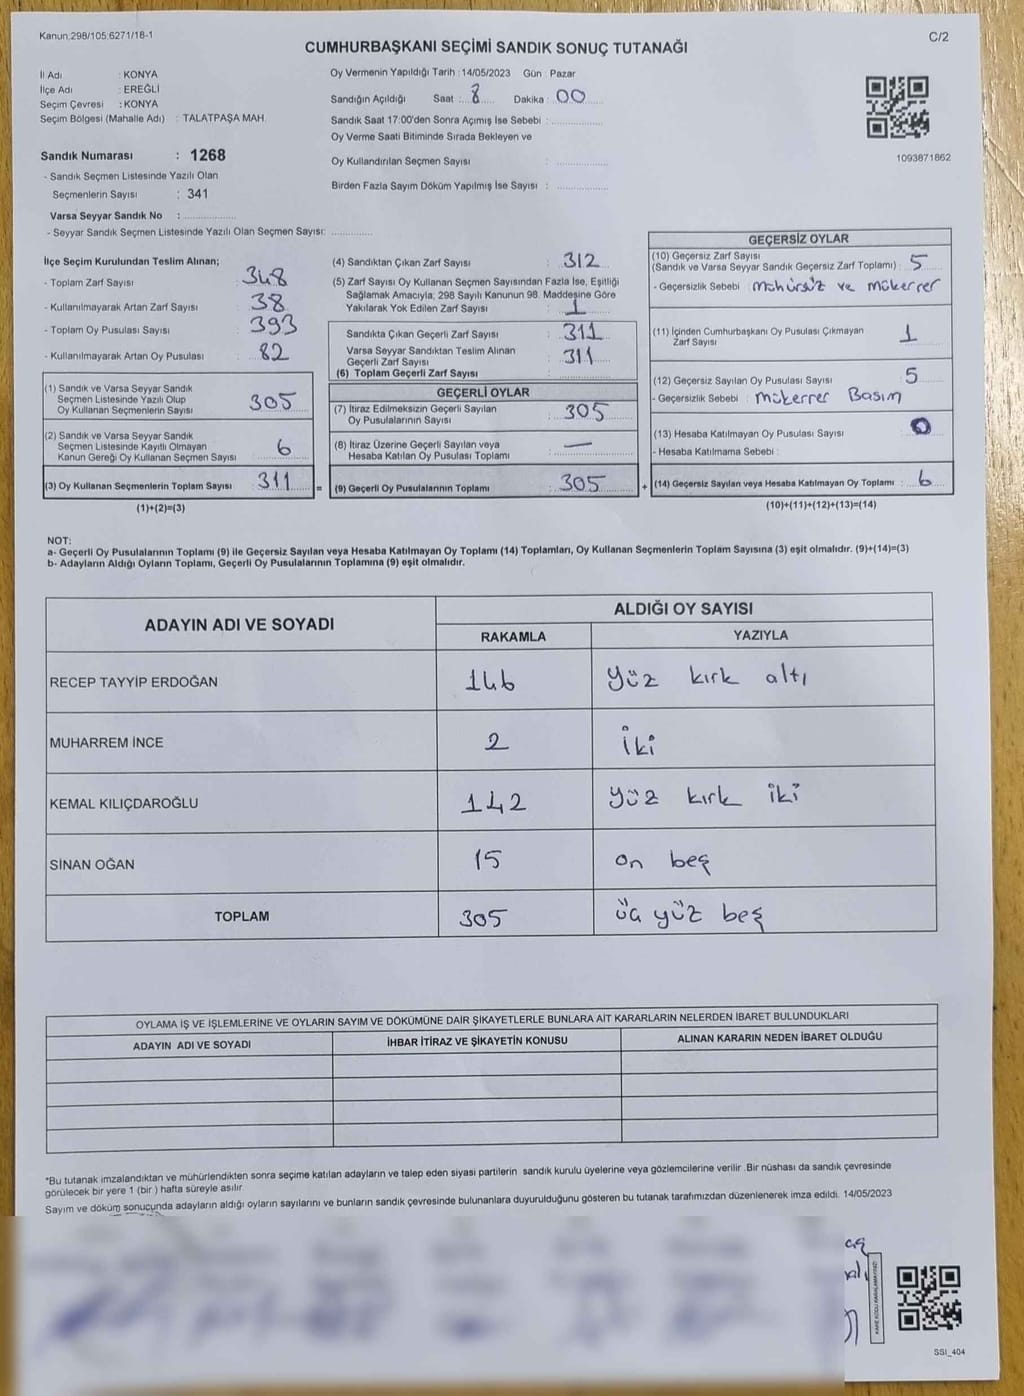 Kanun:298/105:6271/18-1
C/2
CUMHURBAŞKANI SEÇİMİ SANDIK SONUÇ TUTANAĞI
İl Adı : KONYA
İlçe Adı : EREĞLİ
Seçim Çevresi : KONYA
Seçim Bölgesi (Mahalle Adı) : TALATPAŞA MAH.
Oy Vermenin Yapıldığı Tarih : 14/05/2023 Gün : Pazar
Sandığın Açıldığı Saat : 8 Dakika : 00
Sandık Saat 17:00'den Sonra Açımış İse Sebebi :
Oy Verme Saati Bitiminde Sırada Bekleyen ve
Oy Kullandırılan Seçmen Sayısı :
Birden Fazla Sayım Döküm Yapılmış İse Sayısı :
1093871862
Sandık Numarası : 1268
- Sandık Seçmen Listesinde Yazılı Olan
Seçmenlerin Sayısı : 341
Varsa Seyyar Sandık No :
- Seyyar Sandık Seçmen Listesinde Yazılı Olan Seçmen Sayısı:
İlçe Seçim Kurulundan Teslim Alınan;
- Toplam Zarf Sayısı : 348
- Kullanılmayarak Artan Zarf Sayısı : 38
- Toplam Oy Pusulası Sayısı : 393
- Kullanılmayarak Artan Oy Pusulası : 82
(1) Sandık ve Varsa Seyyar Sandık
Seçmen Listesinde Yazılı Olup
Oy Kullanan Seçmenlerin Sayısı : 305
(2) Sandık ve Varsa Seyyar Sandık
Seçmen Listesinde Kayıtlı Olmayan
Kanun Gereği Oy Kullanan Seçmen Sayısı : 6
(3) Oy Kullanan Seçmenlerin Toplam Sayısı : 311 =
(1)+(2)=(3)
(4) Sandıktan Çıkan Zarf Sayısı : 312
(5) Zarf Sayısı Oy Kullanan Seçmen Sayısından Fazla İse, Eşitliği
Sağlamak Amacıyla; 298 Sayılı Kanunun 98. Maddesine Göre
Yakılarak Yok Edilen Zarf Sayısı : 1
Sandıkta Çıkan Geçerli Zarf Sayısı : 311
Varsa Seyyar Sandıktan Teslim Alınan
Geçerli Zarf Sayısı : 311
(6) Toplam Geçerli Zarf Sayısı :
GEÇERLİ OYLAR
(7) İtiraz Edilmeksizin Geçerli Sayılan
Oy Pusulalarının Sayısı : 305
(8) İtiraz Üzerine Geçerli Sayılan veya
Hesaba Katılan Oy Pusulası Toplamı : —
(9) Geçerli Oy Pusulalarının Toplamı : 305 +
GEÇERSİZ OYLAR
(10) Geçersiz Zarf Sayısı
(Sandık ve Varsa Seyyar Sandık Geçersiz Zarf Toplamı) : 5
- Geçersizlik Sebebi : mühürsüz ve mükerrer
(11) İçinden Cumhurbaşkanı Oy Pusulası Çıkmayan
Zarf Sayısı : 1
(12) Geçersiz Sayılan Oy Pusulası Sayısı : 5
- Geçersizlik Sebebi : mükerrer Basım
(13) Hesaba Katılmayan Oy Pusulası Sayısı : 0
- Hesaba Katılmama Sebebi :
(14) Geçersiz Sayılan veya Hesaba Katılmayan Oy Toplamı : 6
(10)+(11)+(12)+(13)=(14)
NOT:
a- Geçerli Oy Pusulalarının Toplamı (9) ile Geçersiz Sayılan veya Hesaba Katılmayan Oy Toplamı (14) Toplamları, Oy Kullanan Seçmenlerin Toplam Sayısına (3) eşit olmalıdır. (9)+(14)=(3)
b- Adayların Aldığı Oyların Toplamı, Geçerli Oy Pusulalarının Toplamına (9) eşit olmalıdır.
ADAYIN ADI VE SOYADI
ALDIĞI OY SAYISI
RAKAMLA YAZIYLA
RECEP TAYYİP ERDOĞAN 146 yüz kırk altı
MUHARREM İNCE 2 iki
KEMAL KILIÇDAROĞLU 142 yüz kırk iki
SİNAN OĞAN 15 on beş
TOPLAM 305 üç yüz beş
OYLAMA İŞ VE İŞLEMLERİNE VE OYLARIN SAYIM VE DÖKÜMÜNE DAİR ŞİKAYETLERLE BUNLARA AİT KARARLARIN NELERDEN İBARET BULUNDUKLARI
ADAYIN ADI VE SOYADI İHBAR İTİRAZ VE ŞİKAYETİN KONUSU ALINAN KARARIN NEDEN İBARET OLDUĞU
*Bu tutanak imzalandıktan ve mühürlendikten sonra seçime katılan adayların ve talep eden siyasi partilerin sandık kurulu üyelerine veya gözlemcilerine verilir .Bir nüshası da sandık çevresinde
görülecek bir yere 1 (bir ) hafta süreyle asılır.
Sayım ve döküm sonucunda adayların aldığı oyların sayılarını ve bunların sandık çevresinde bulunanlara duyurulduğunu gösteren bu tutanak tarafımızdan düzenlenerek imza edildi. 14/05/2023
KARE KODU KARALAMAYINIZ!
SSI_404